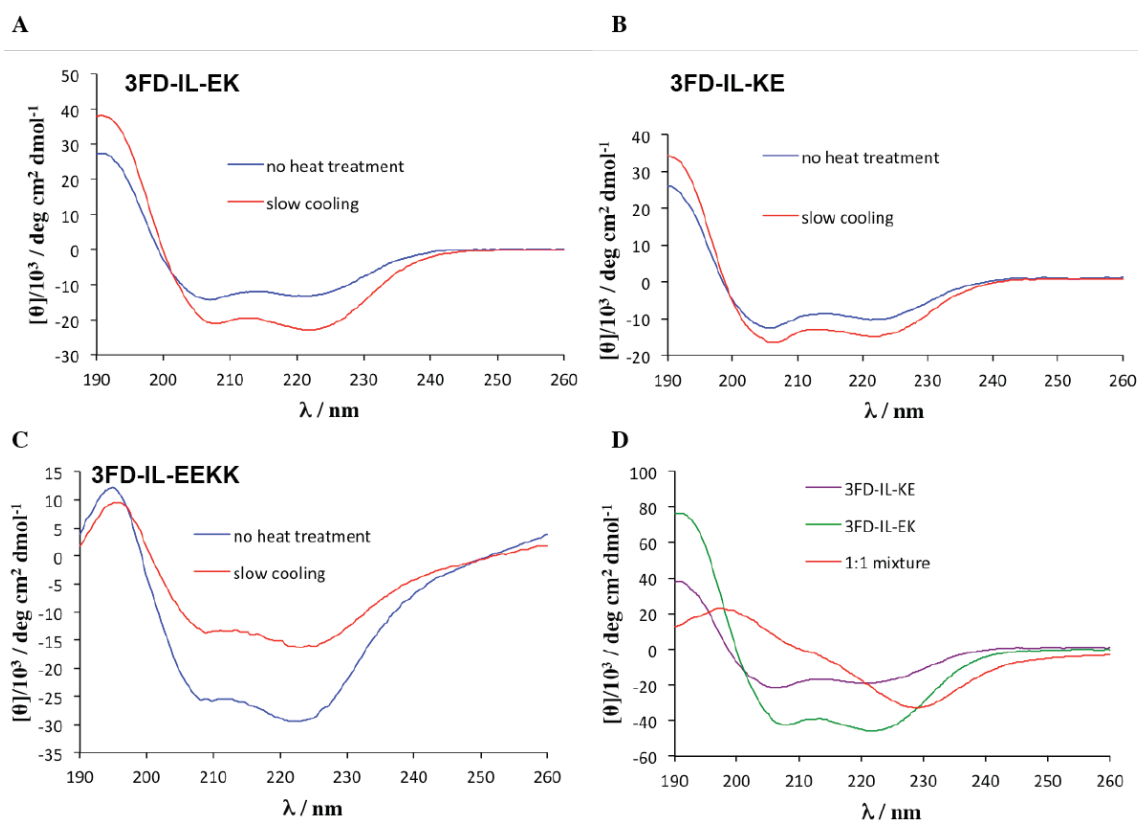 A
3FD-IL-EK
no heat treatment
slow cooling
[θ]/10³ / deg cm² dmol⁻¹
50
40
30
20
10
0
-10
-20
-30
190 200 210 220 230 240 250 260
λ / nm
B
3FD-IL-KE
no heat treatment
slow cooling
[θ]/10³ / deg cm² dmol⁻¹
40
30
20
10
0
-10
-20
190 200 210 220 230 240 250 260
λ / nm
C
3FD-IL-EEKK
no heat treatment
slow cooling
[θ]/10³ / deg cm² dmol⁻¹
15
10
5
0
-5
-10
-15
-20
-25
-30
-35
190 200 210 220 230 240 250 260
λ / nm
D
3FD-IL-KE
3FD-IL-EK
1:1 mixture
[θ]/10³ / deg cm² dmol⁻¹
100
80
60
40
20
0
-20
-40
-60
190 200 210 220 230 240 250 260
λ / nm